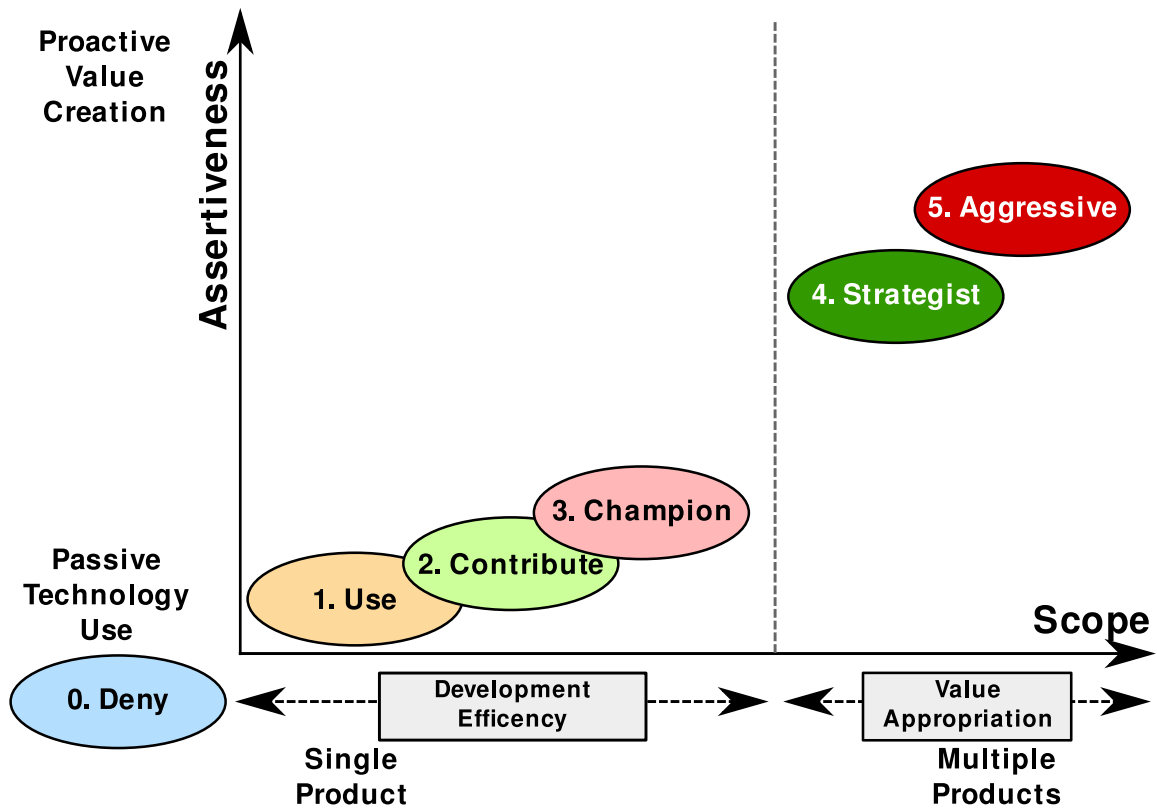 Proactive
Value
Creation
Assertiveness
5. Aggressive
4. Strategist
3. Champion
2. Contribute
1. Use
Passive
Technology
Use
0. Deny
Scope
Development
Efficency
Value
Appropriation
Single
Product
Multiple
Products